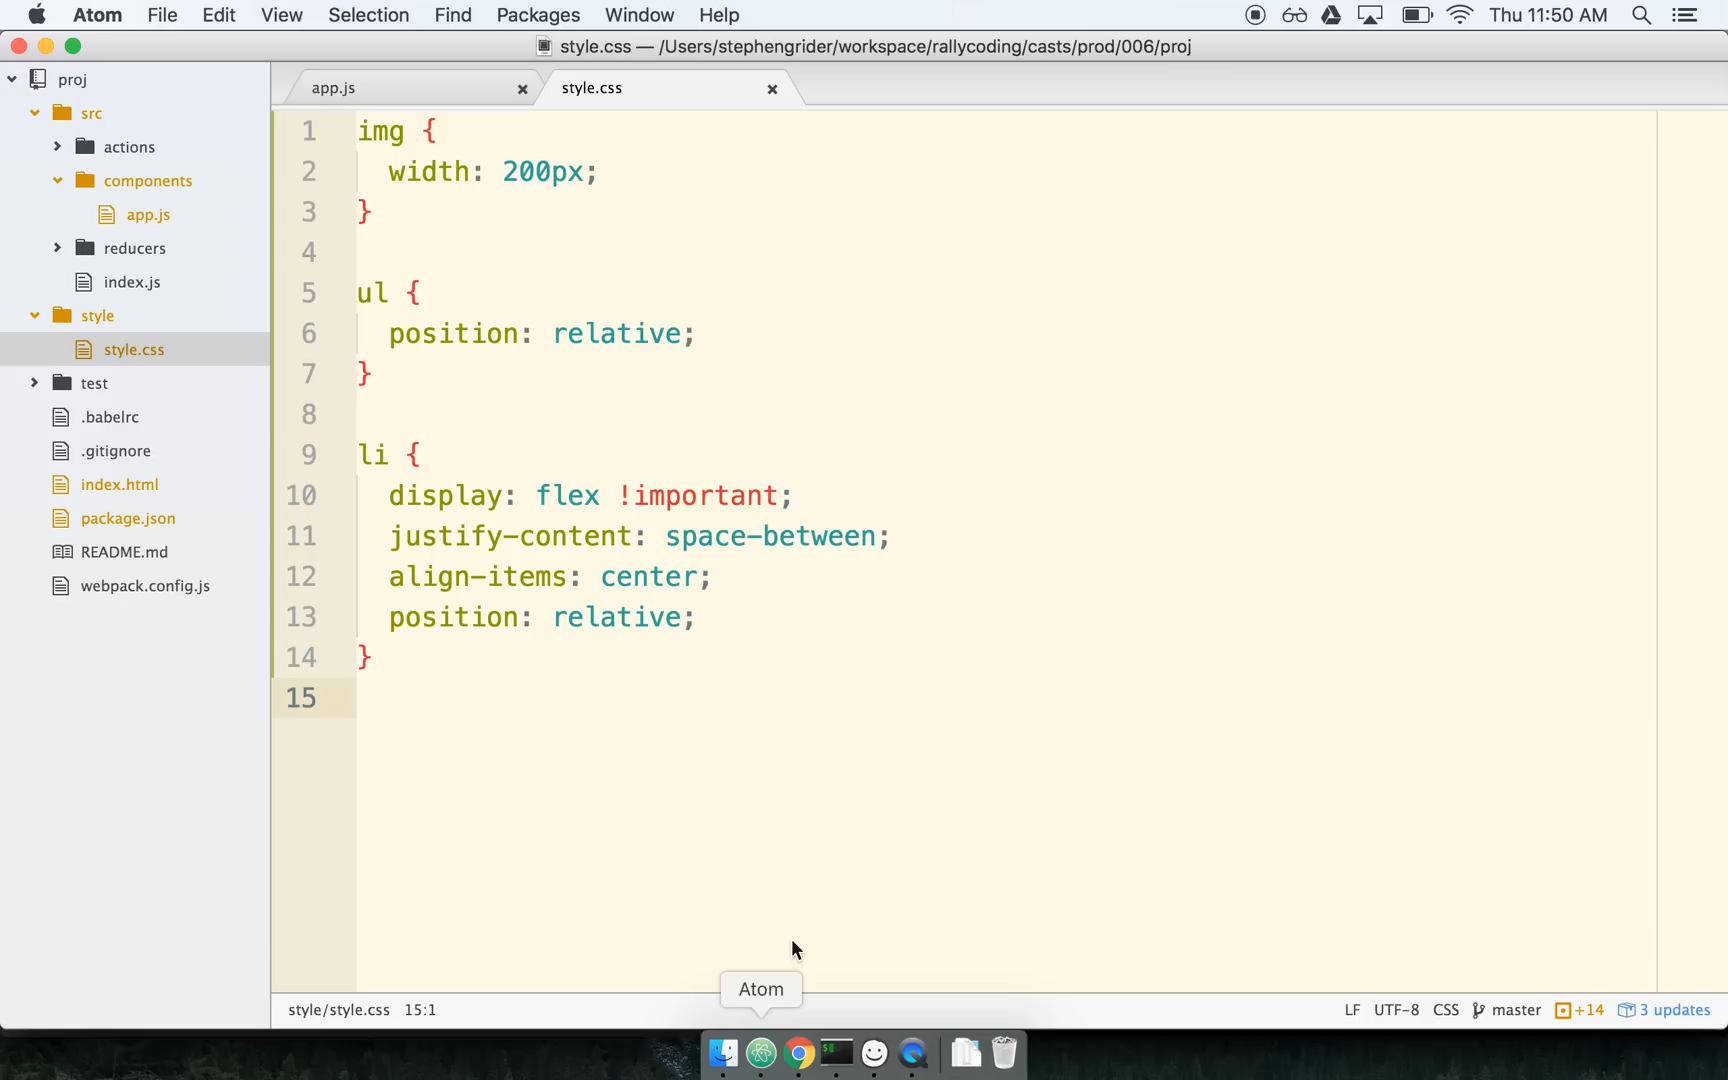 Atom File Edit View Selection Find Packages Window Help Thu 11:50 AM
style.css — /Users/stephengrider/workspace/rallycoding/casts/prod/006/proj
proj
src
actions
components
app.js
reducers
index.js
style
style.css
test
.babelrc
.gitignore
index.html
package.json
README.md
webpack.config.js
app.js style.css
1 img {
2 width: 200px;
3 }
4
5 ul {
6 position: relative;
7 }
8
9 li {
10 display: flex !important;
11 justify-content: space-between;
12 align-items: center;
13 position: relative;
14 }
15
Atom
style/style.css 15:1 LF UTF-8 CSS master +14 3 updates